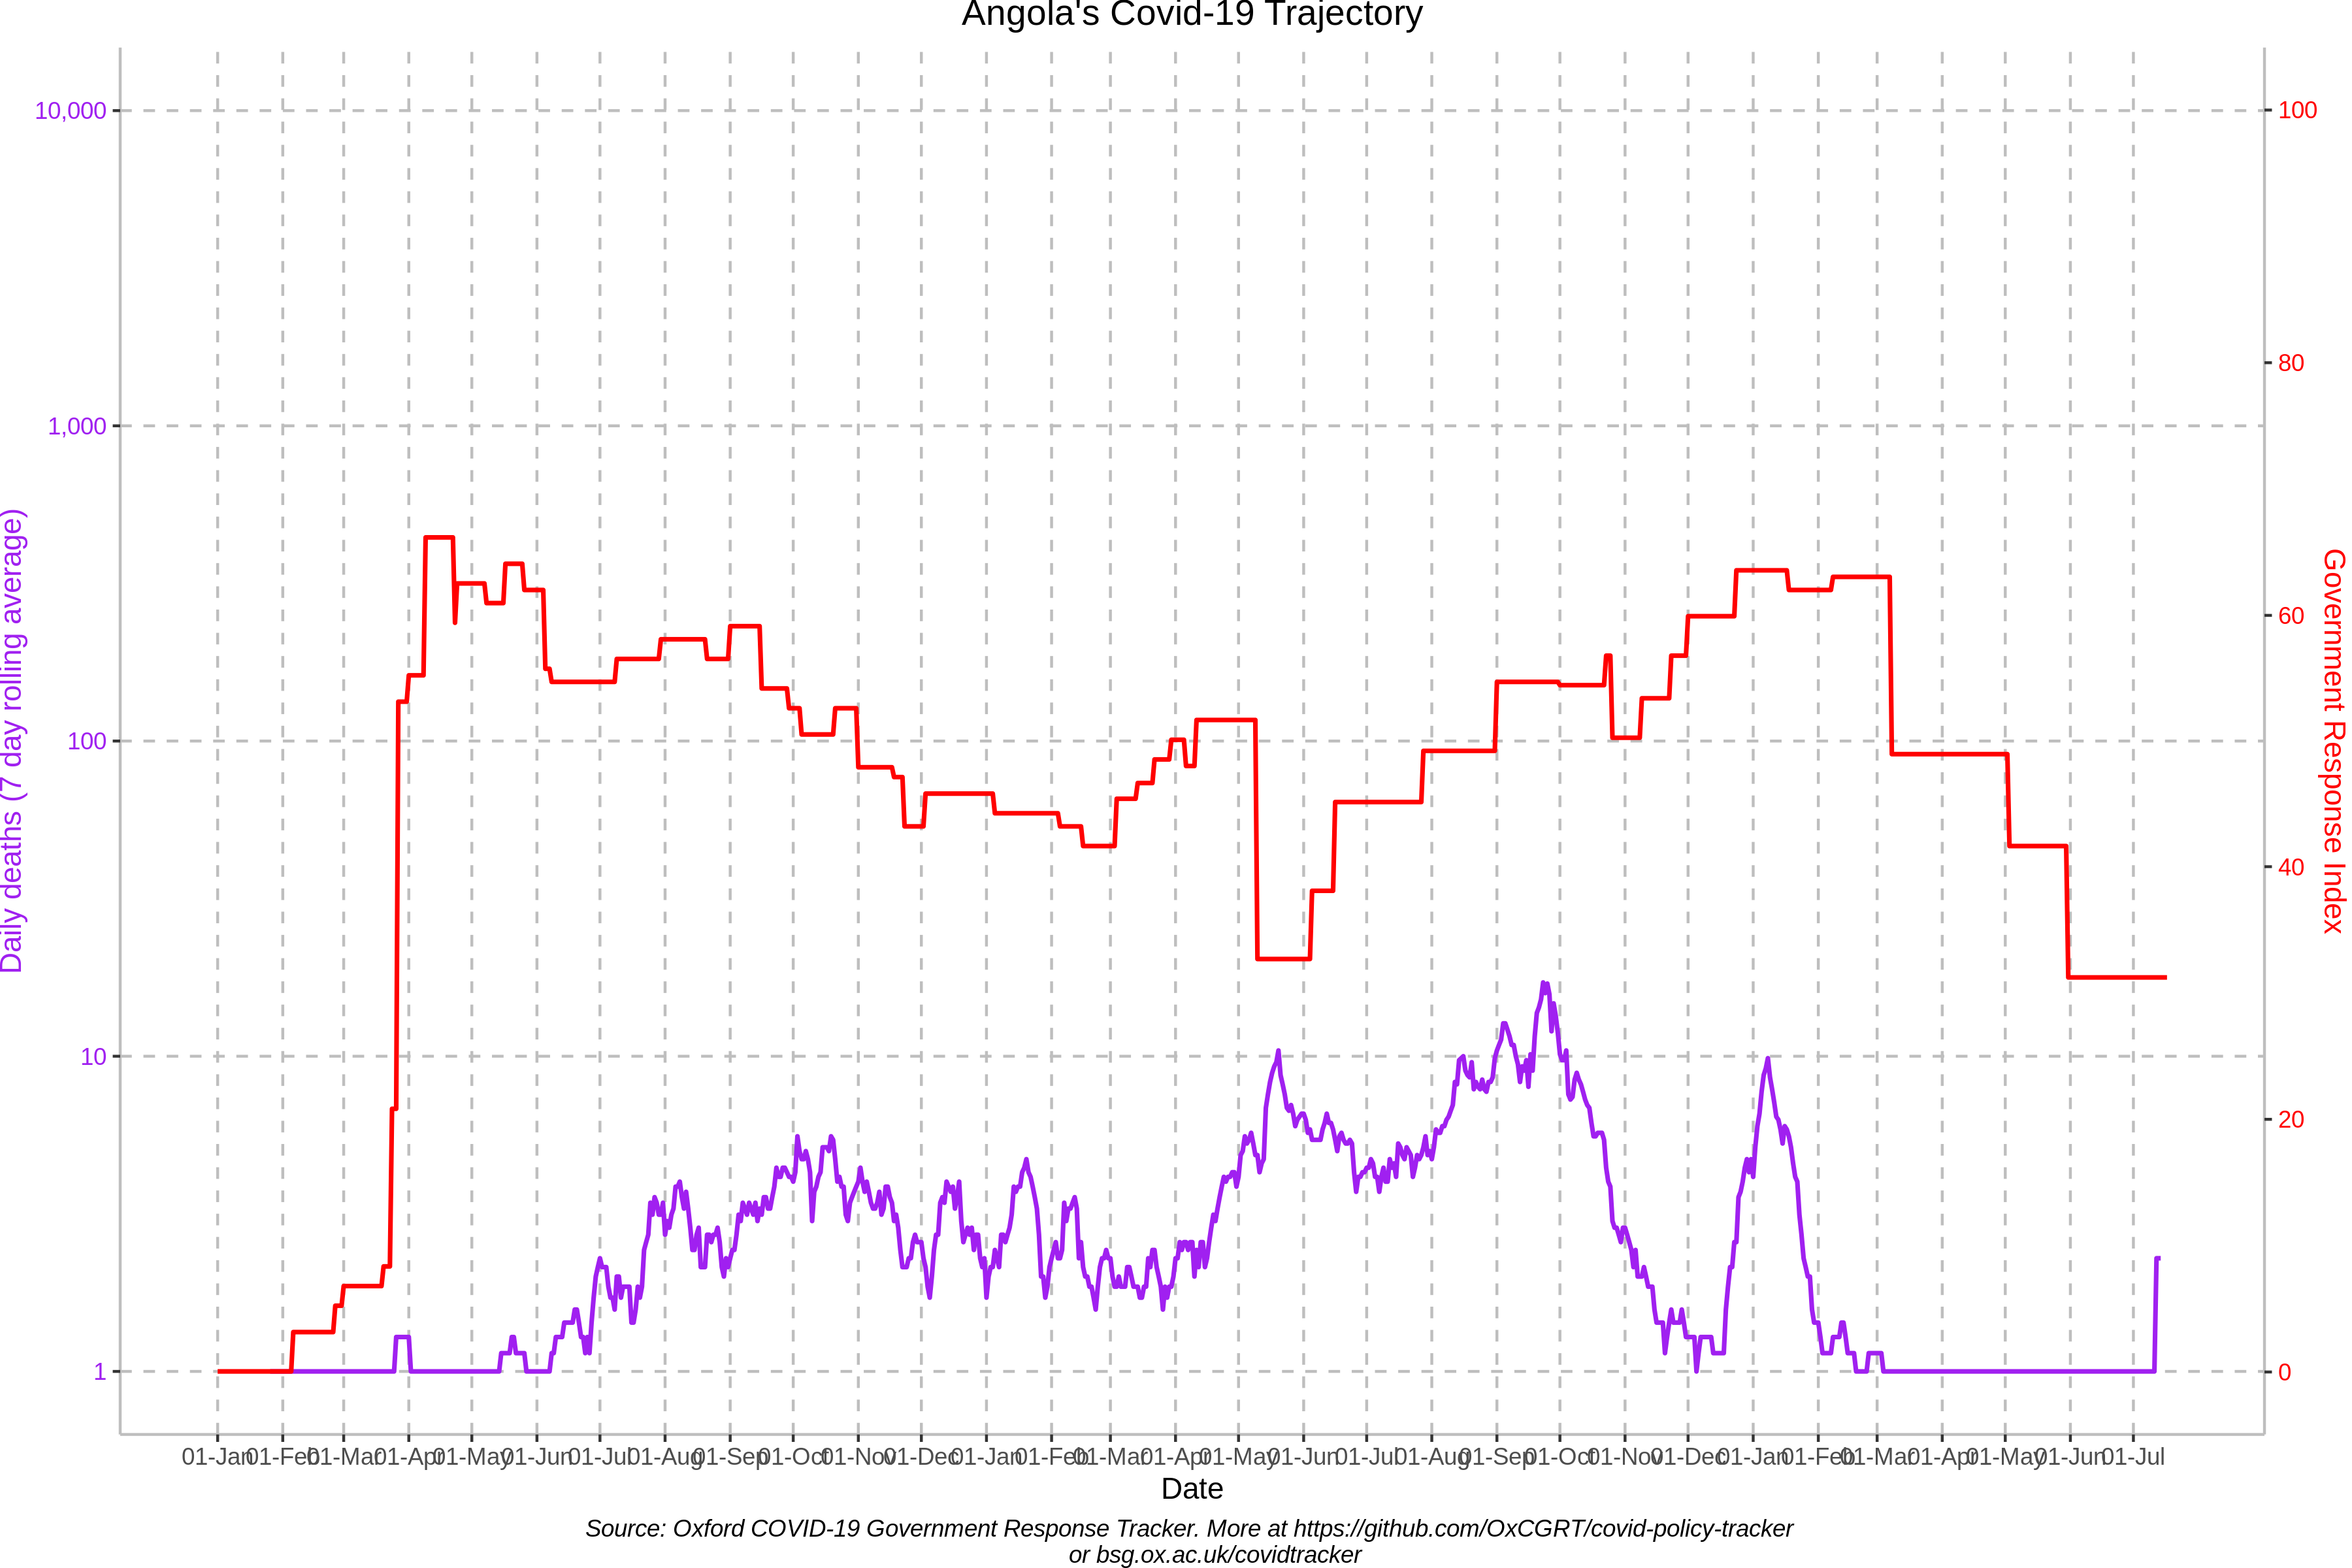 Angola's Covid-19 Trajectory
10,000
1,000
100
10
1
Daily deaths (7 day rolling average)
100
80
60
40
20
0
Government Response Index
01-Jan 01-Feb 01-Mar 01-Apr 01-May 01-Jun 01-Jul 01-Aug 01-Sep 01-Oct 01-Nov 01-Dec 01-Jan 01-Feb 01-Mar 01-Apr 01-May 01-Jun 01-Jul 01-Aug 01-Sep 01-Oct 01-Nov 01-Dec 01-Jan 01-Feb 01-Mar 01-Apr 01-May 01-Jun 01-Jul
Date
Source: Oxford COVID-19 Government Response Tracker. More at https://github.com/OxCGRT/covid-policy-tracker
or bsg.ox.ac.uk/covidtracker